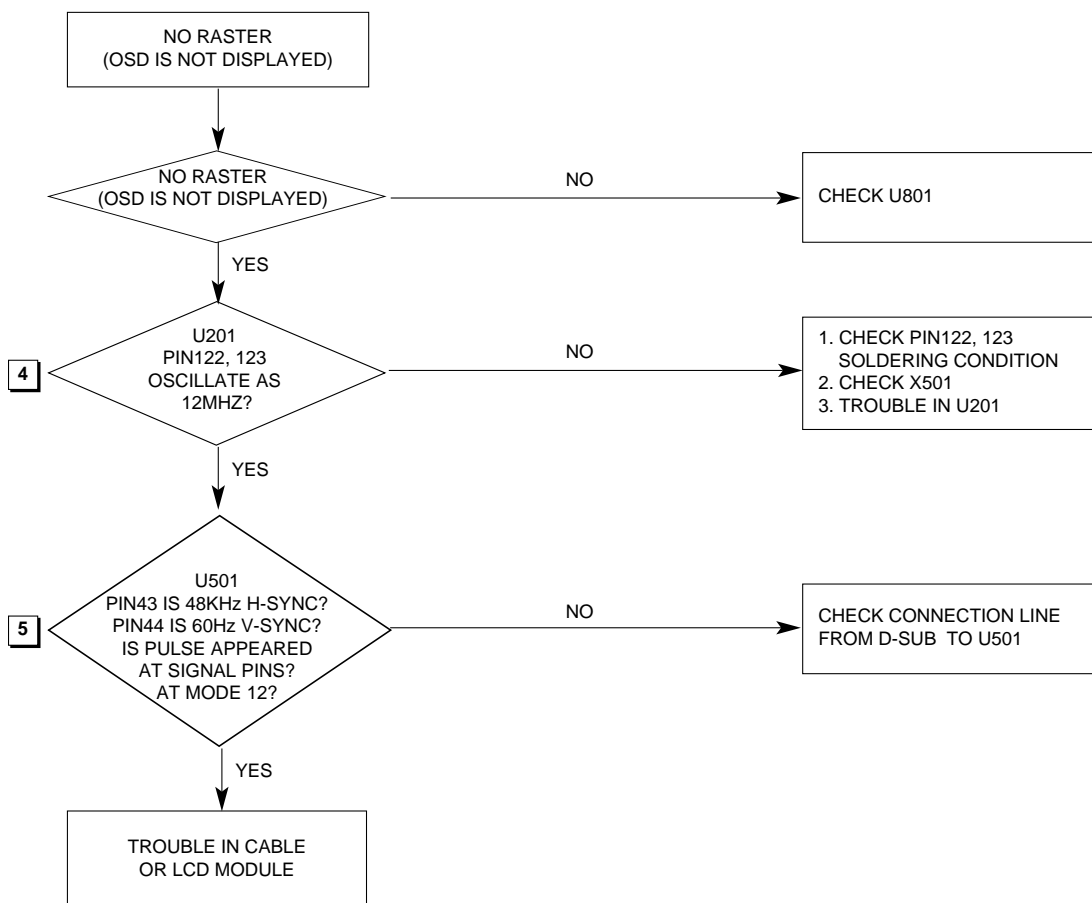 NO RASTER
(OSD IS NOT DISPLAYED)
NO RASTER
(OSD IS NOT DISPLAYED)
NO
CHECK U801
YES
4
U201
PIN122, 123
OSCILLATE AS
12MHZ?
NO
1. CHECK PIN122, 123
SOLDERING CONDITION
2. CHECK X501
3. TROUBLE IN U201
YES
5
U501
PIN43 IS 48KHz H-SYNC?
PIN44 IS 60Hz V-SYNC?
IS PULSE APPEARED
AT SIGNAL PINS?
AT MODE 12?
NO
CHECK CONNECTION LINE
FROM D-SUB TO U501
YES
TROUBLE IN CABLE
OR LCD MODULE